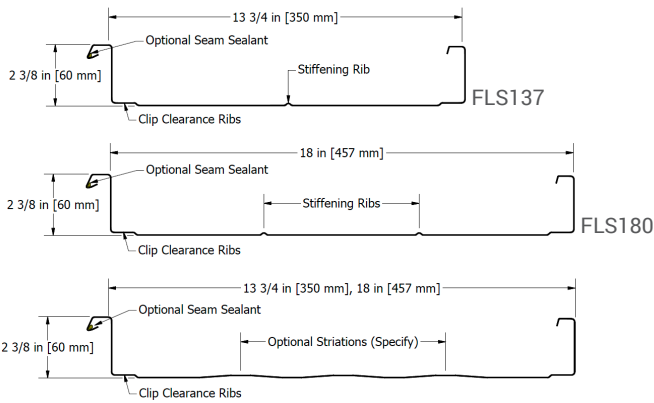 13 3/4 in [350 mm]
Optional Seam Sealant
2 3/8 in [60 mm]
Stiffening Rib
FLS137
Clip Clearance Ribs
18 in [457 mm]
Optional Seam Sealant
2 3/8 in [60 mm]
Stiffening Ribs
FLS180
Clip Clearance Ribs
13 3/4 in [350 mm], 18 in [457 mm]
Optional Seam Sealant
2 3/8 in [60 mm]
Optional Striations (Specify)
Clip Clearance Ribs